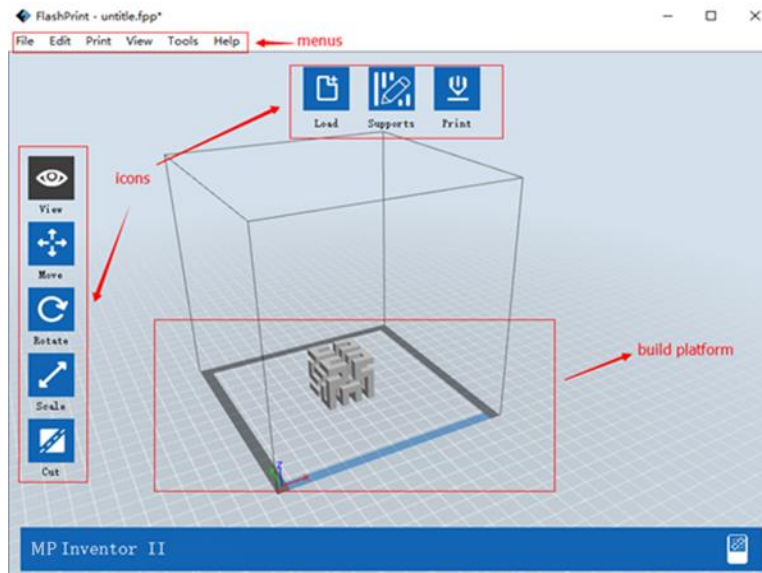 FlashPrint - untitle.fpp*
File Edit Print View Tools Help
menus
Load Supports Print
icons
View
Move
Rotate
Scale
Cut
build platform
MP Inventor II